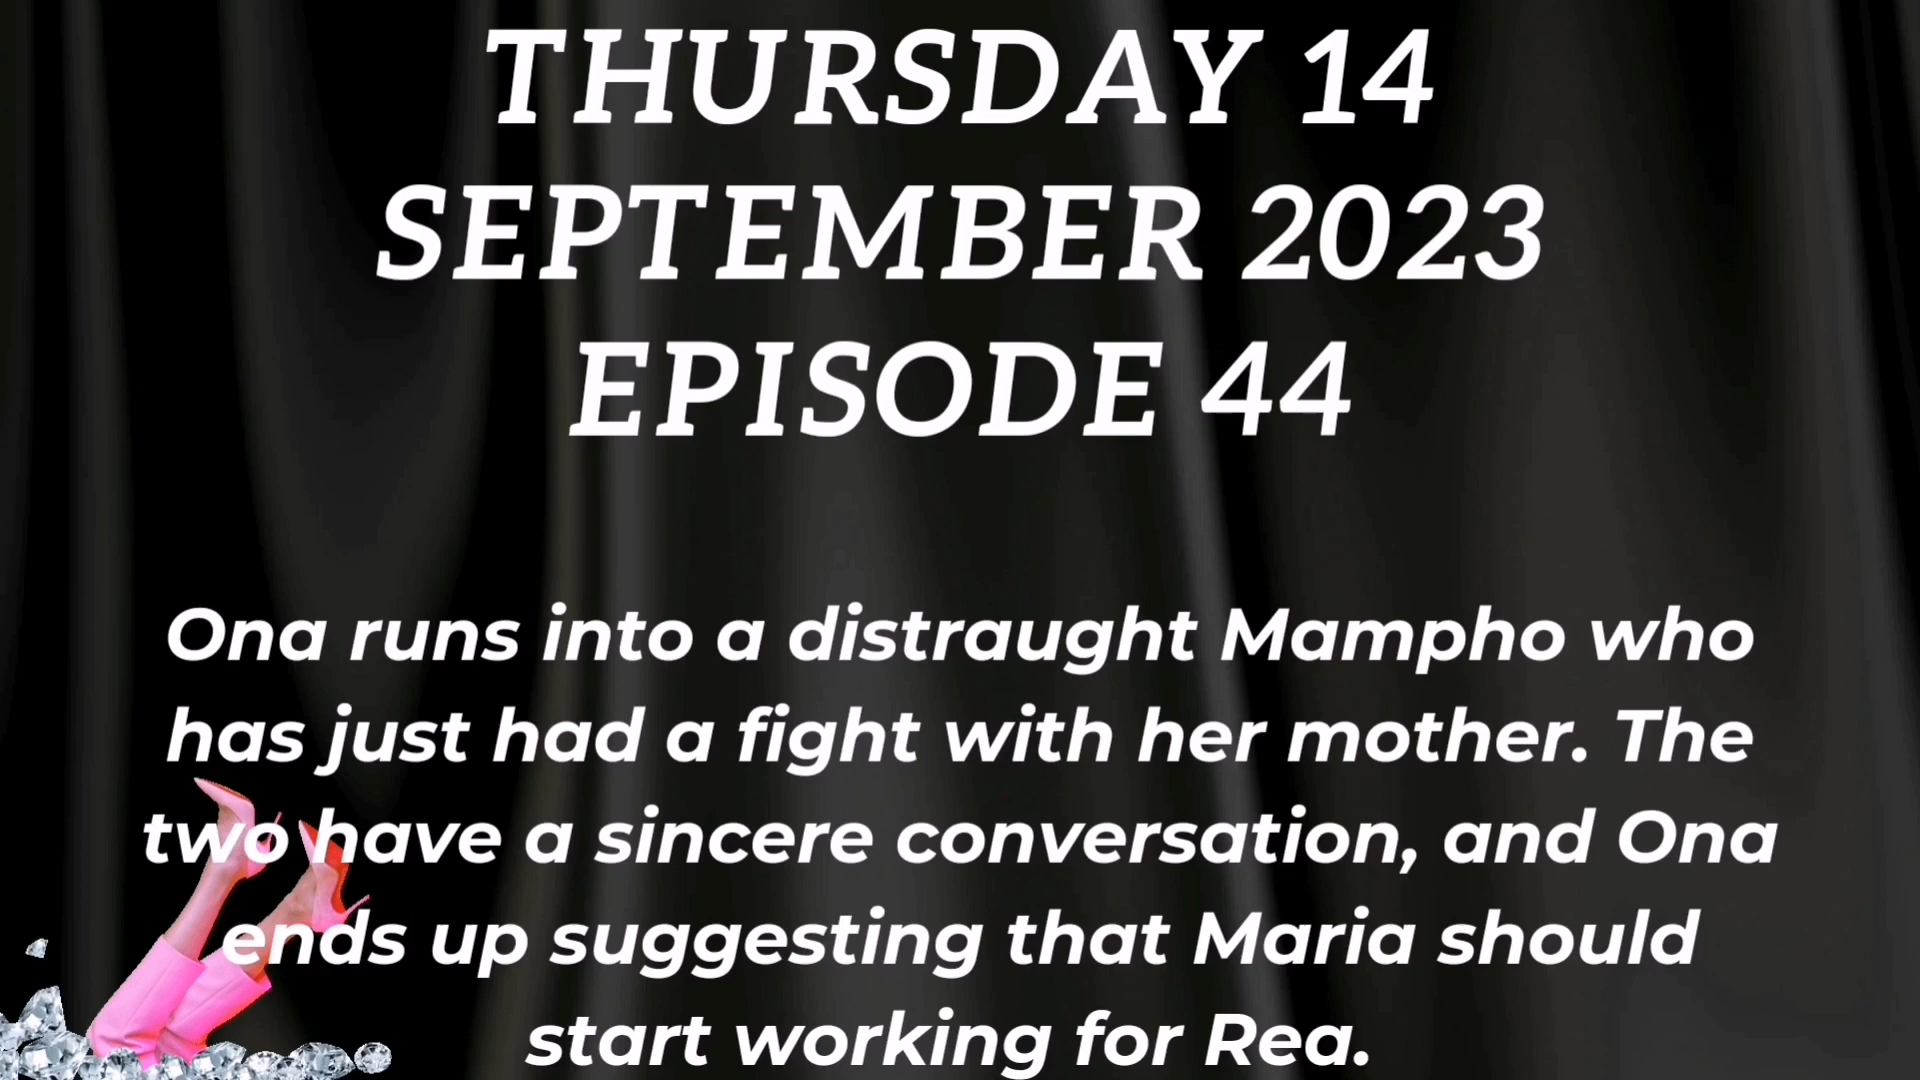 THURSDAY 14
SEPTEMBER 2023
EPISODE 44
Ona runs into a distraught Mampho who
has just had a fight with her mother. The
two have a sincere conversation, and Ona
ends up suggesting that Maria should
start working for Rea.